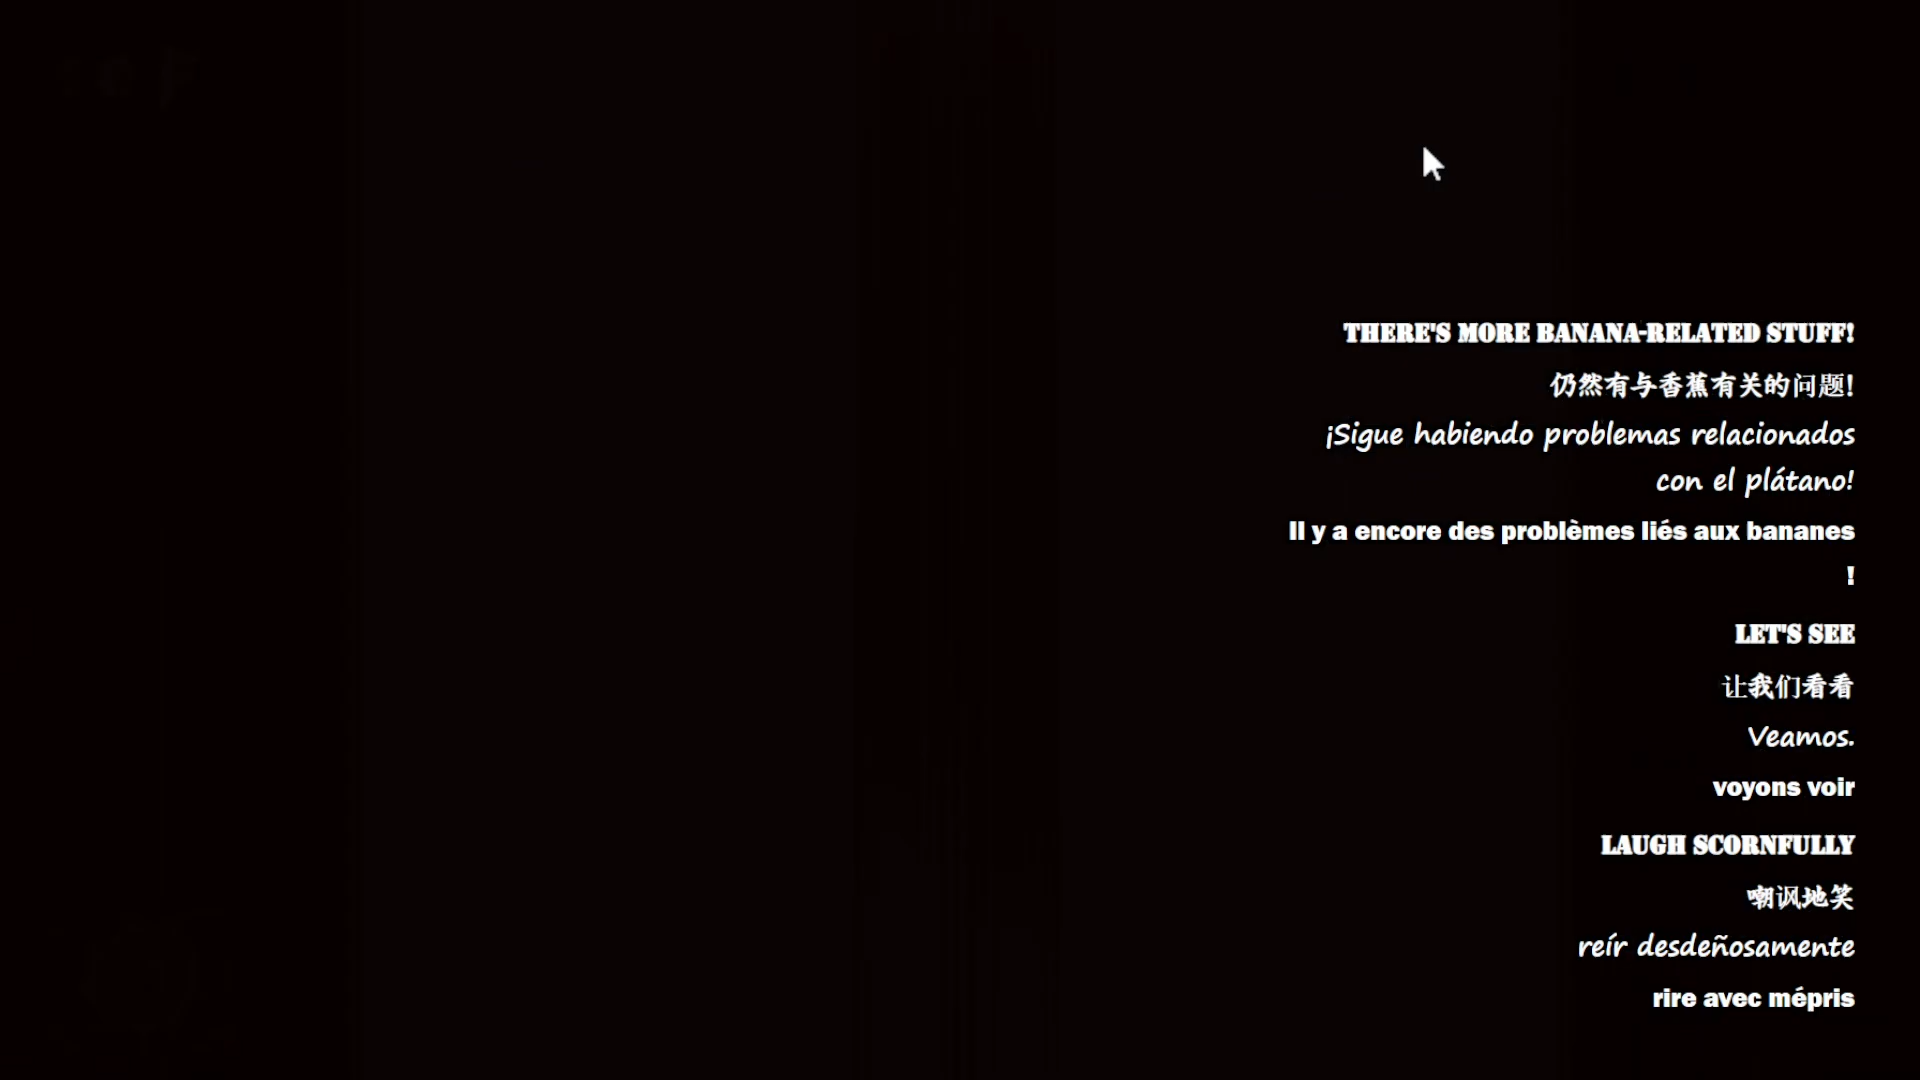 THERE'S MORE BANANA-RELATED STUFF!
仍然有与香蕉有关的问题!
¡Sigue habiendo problemas relacionados
con el plátano!
Il y a encore des problèmes liés aux bananes
!
LET'S SEE
让我们看看
Veamos.
voyons voir
LAUGH SCORNFULLY
嘲讽地笑
reír desdeñosamente
rire avec mépris